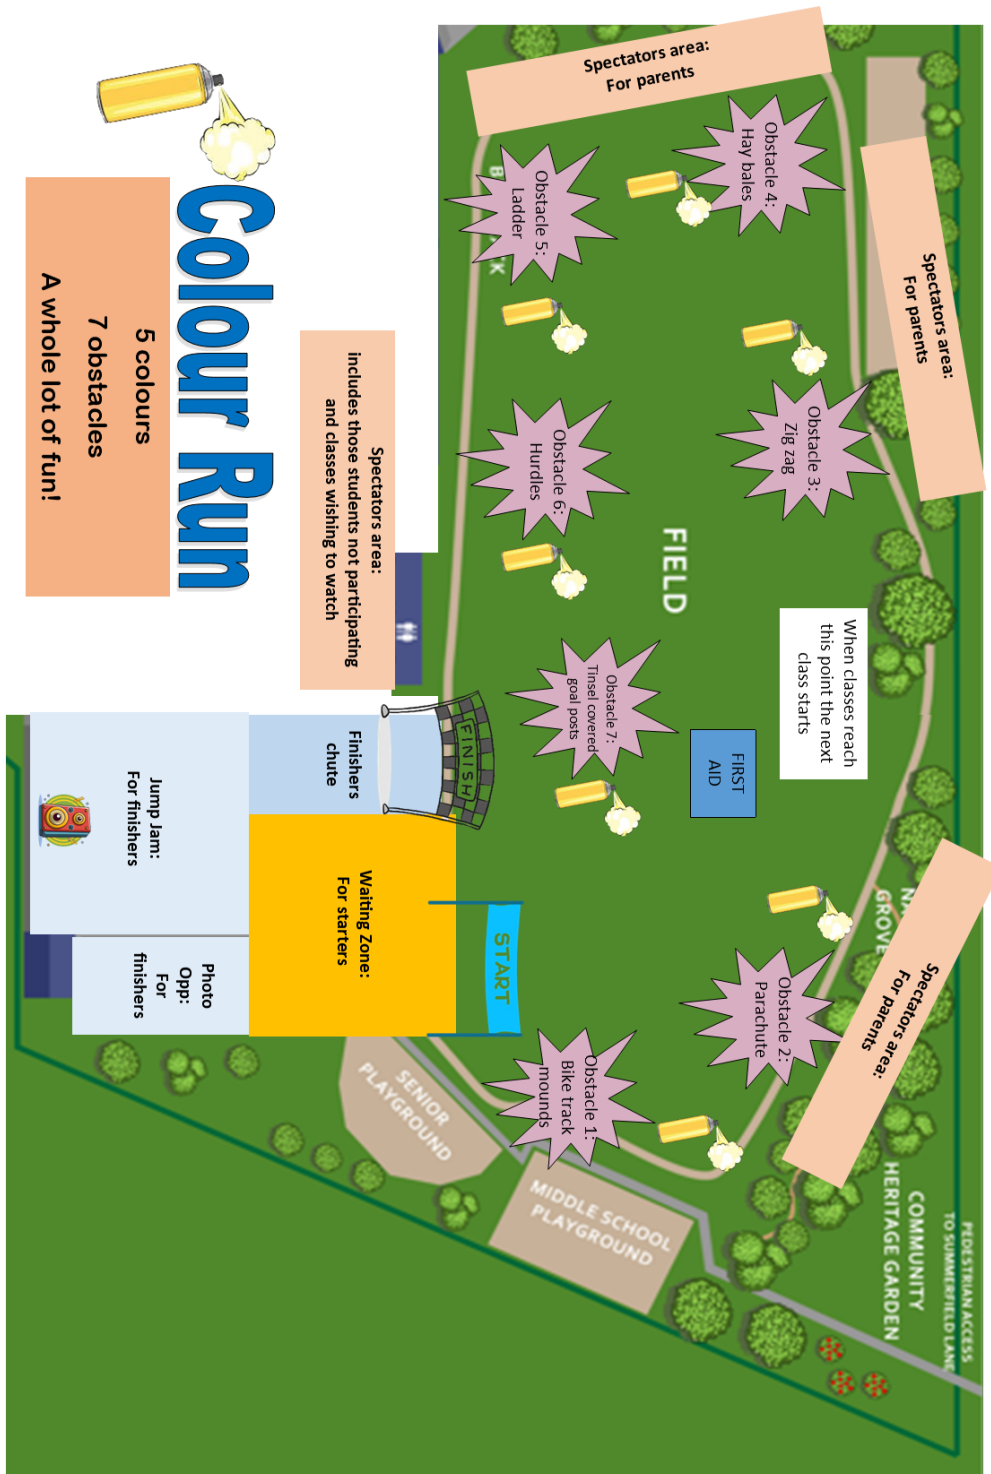 Colour Run
5 colours
7 obstacles
A whole lot of fun!
Spectators area:
includes those students not participating
and classes wishing to watch
Spectators area:
For parents
Spectators area:
For parents
Spectators area:
For parents
Obstacle 4:
Hay bales
Obstacle 5:
Ladder
Obstacle 3:
Zig zag
Obstacle 6:
Hurdles
FIELD
When classes reach
this point the next
class starts
Obstacle 7:
Tinsel covered
goal posts
FIRST
AID
FINISH
Finishers
chute
Jump Jam:
For finishers
Waiting Zone:
For starters
Photo
Opp:
For
finishers
START
Obstacle 2:
Parachute
Obstacle 1:
Bike track
mounds
GROVE
SENIOR
PLAYGROUND
MIDDLE SCHOOL
PLAYGROUND
COMMUNITY
HERITAGE GARDEN
PEDESTRIAN ACCESS
TO SUMMERFIELD LANE